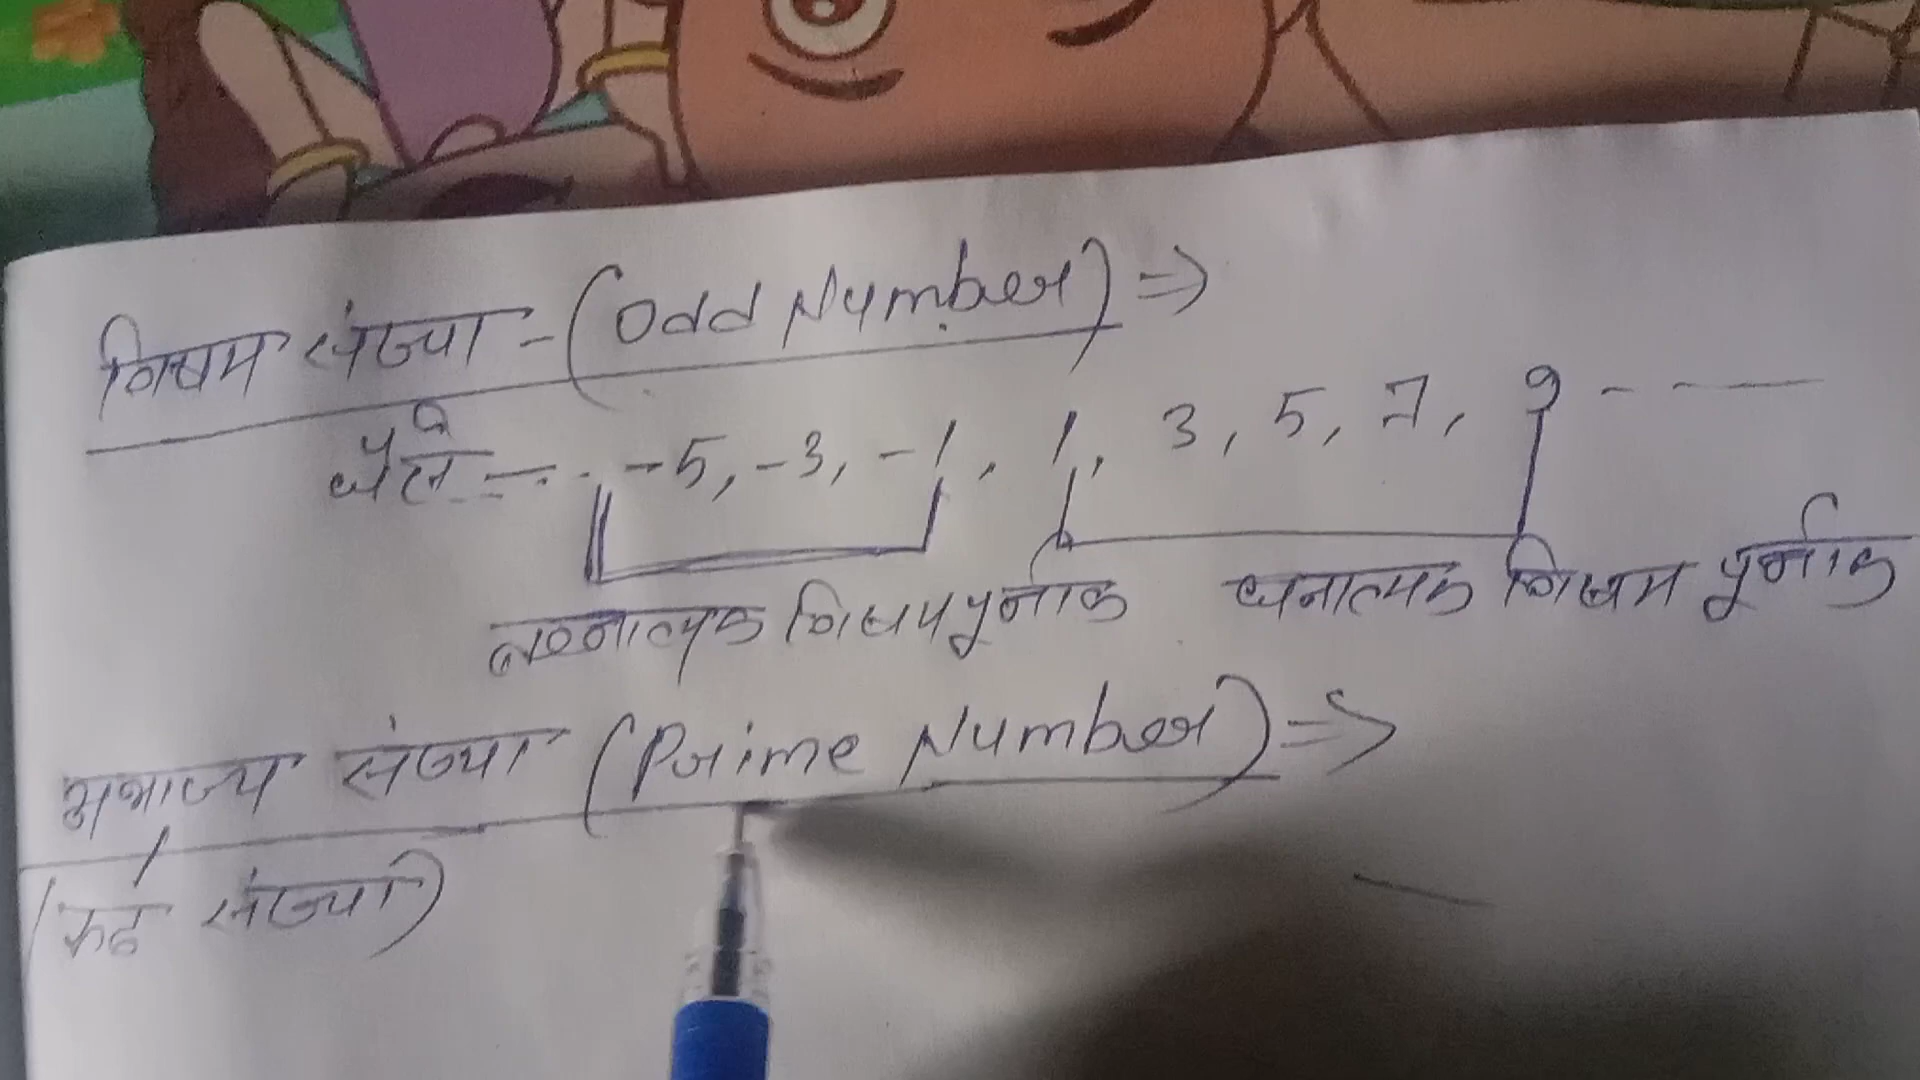 विषम संख्या - (Odd Number) ⇒
जैसे - - . . -5, -3, -1, 1, 3, 5, 7, 9 - - —
ऋणात्मक विषम पूर्नाक धनात्मक विषम पूर्नाक
अभाज्य संख्या (Prime Number) ⇒
(रूढ संख्या)